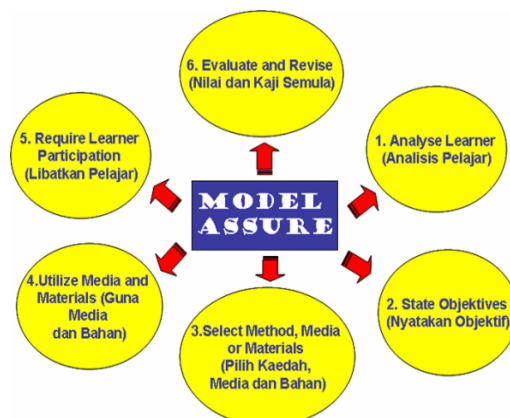 6. Evaluate and Revise
(Nilai dan Kaji Semula)
5. Require Learner
Participation
(Libatkan Pelajar)
1. Analyse Learner
(Analisis Pelajar)
MODEL
ASSURE
4.Utilize Media and
Materials (Guna
Media
dan Bahan)
2. State Objektives
(Nyatakan Objektif)
3.Select Method, Media
or Materials
(Pilih Kaedah,
Media dan Bahan)